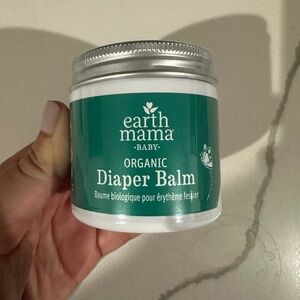 earth
mama
•BABY•
ORGANIC
Diaper Balm
Baume biologique pour érythème fessier